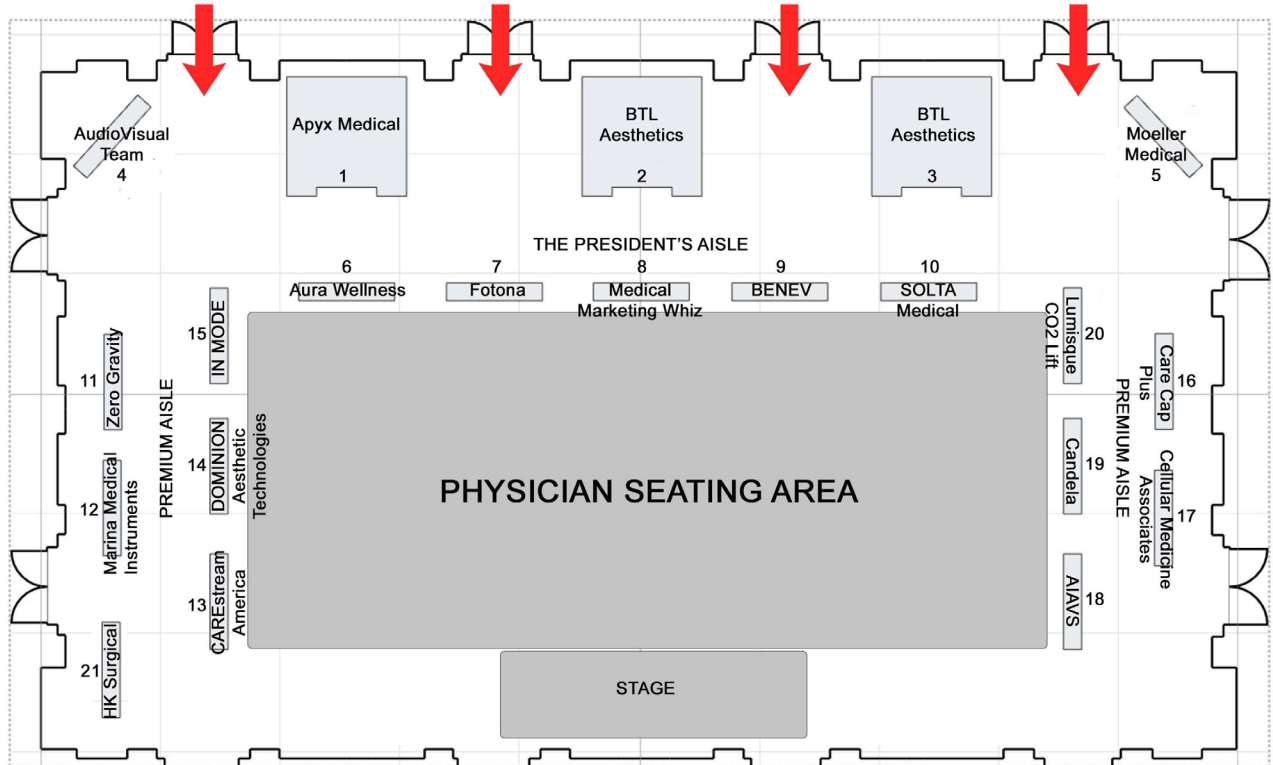 AudioVisual
Team
4
Apyx Medical
1
BTL
Aesthetics
2
BTL
Aesthetics
3
Moeller
Medical
5
THE PRESIDENT'S AISLE
6
Aura Wellness
7
Fotona
8
Medical
Marketing Whiz
9
BENEV
10
SOLTA
Medical
11
Zero Gravity
12
Marina Medical
Instruments
21
HK Surgical
PREMIUM AISLE
15
IN MODE
14
DOMINION
Aesthetic
Technologies
13
CAREstream
America
PHYSICIAN SEATING AREA
STAGE
20
Lumisque
CO2 Lift
19
Candela
18
AIAVS
PREMIUM AISLE
16
Care Cap
Plus
17
Cellular Medicine
Associates